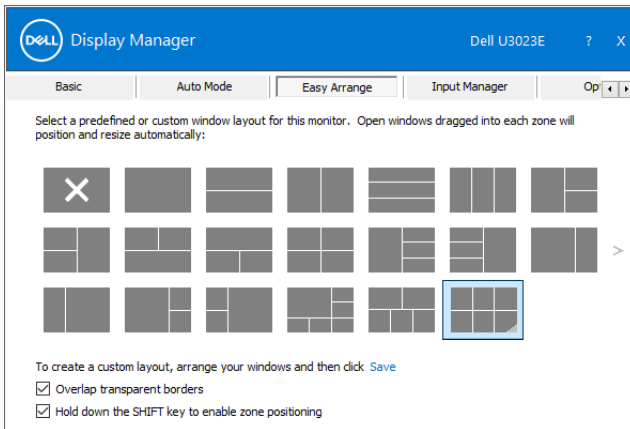 DELL Display Manager Dell U3023E ? X
Basic Auto Mode Easy Arrange Input Manager Op
Select a predefined or custom window layout for this monitor. Open windows dragged into each zone will
position and resize automatically:
To create a custom layout, arrange your windows and then click Save
Overlap transparent borders
Hold down the SHIFT key to enable zone positioning